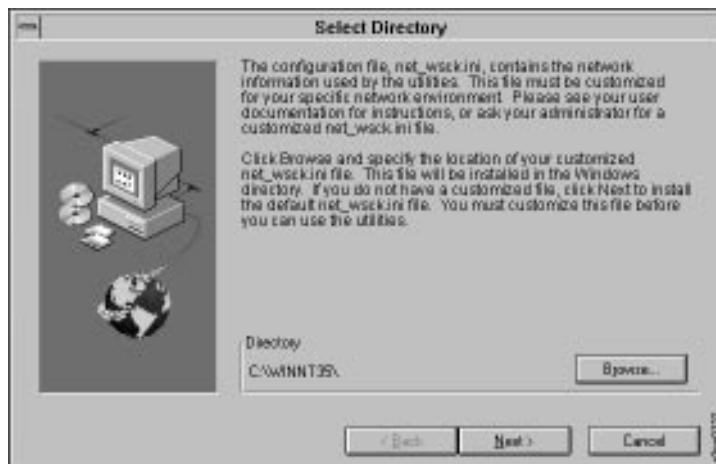 Select Directory
The configuration file, net_wsck.ini, contains the network
information used by the utilities. This file must be customized
for your specific network environment. Please see your user
documentation for instructions, or ask your administrator for a
customized net_wsck.ini file.
Click Browse and specify the location of your customized
net_wsck.ini file. This file will be installed in the Windows
directory. If you do not have a customized file, click Next to install
the default net_wsck.ini file. You must customize this file before
you can use the utilities.
Directory
C:\WINNT35\
Browse...
< Back
Next >
Cancel